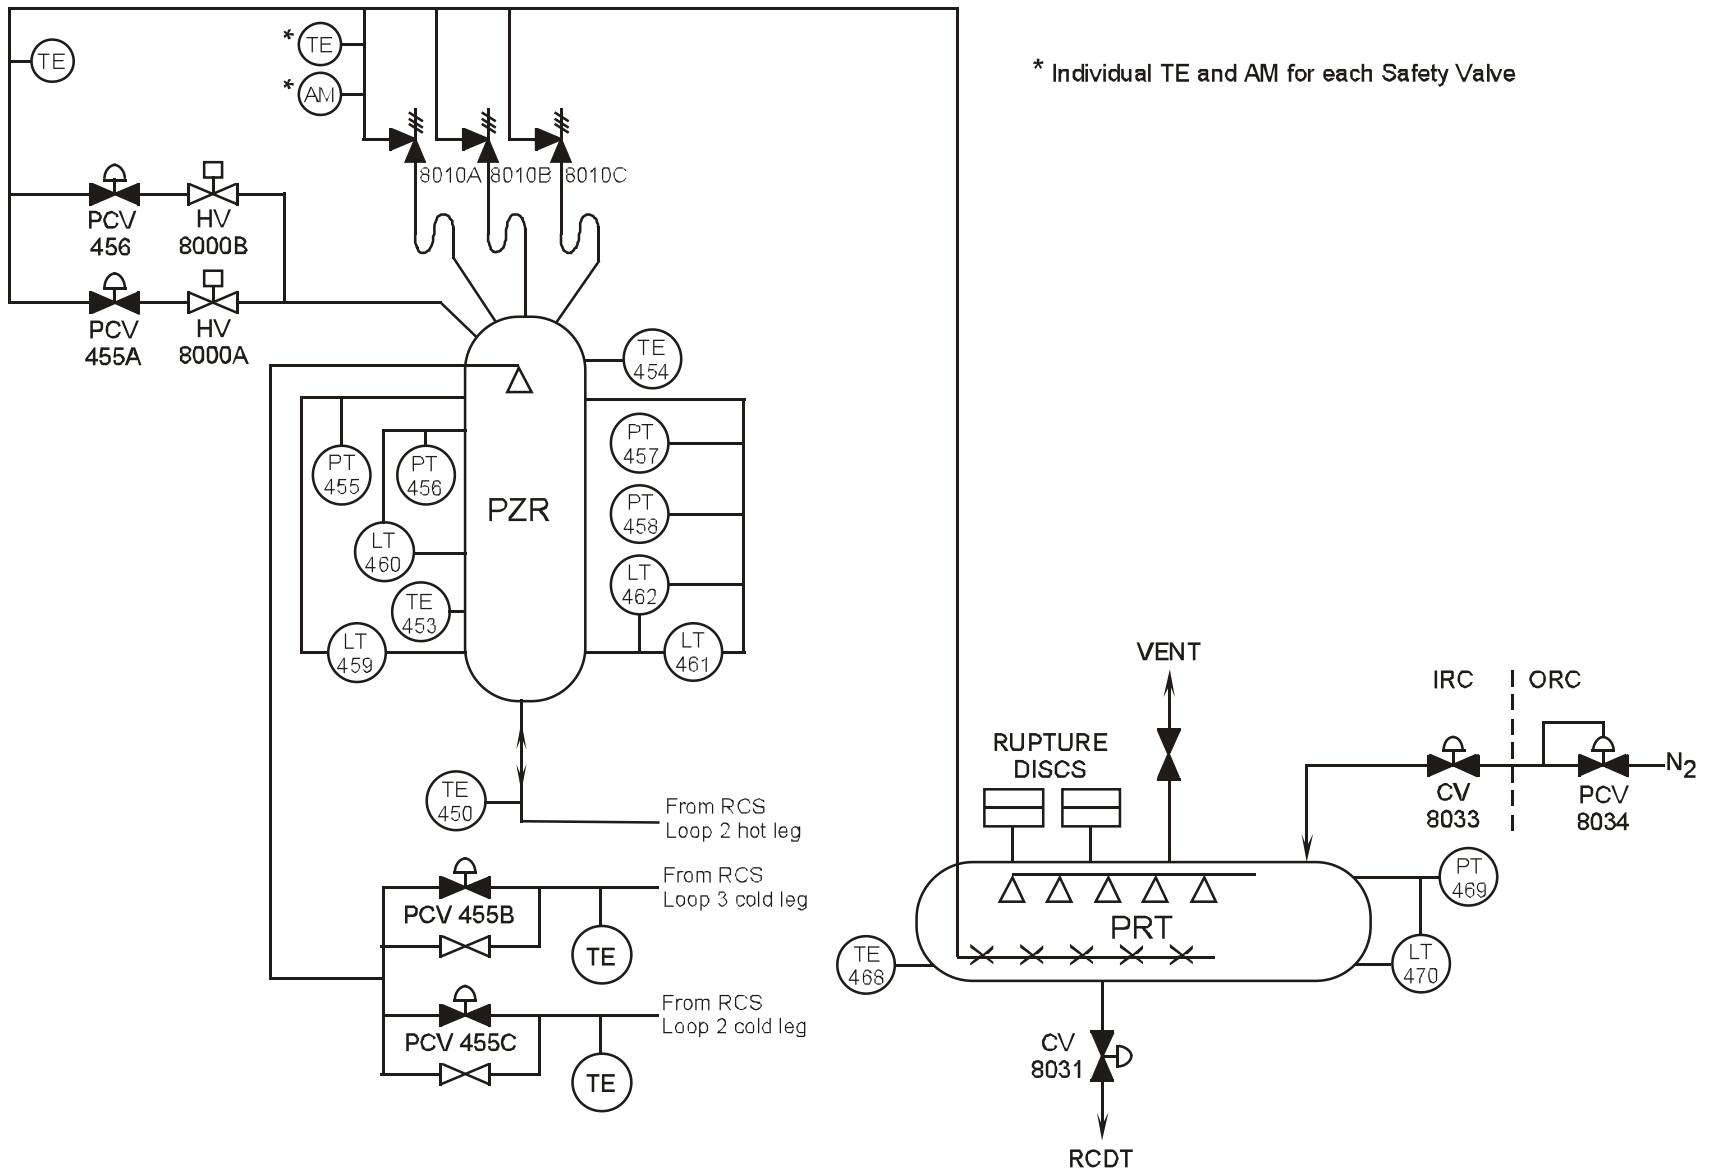 TE
* TE
* AM
* Individual TE and AM for each Safety Valve
8010A 8010B 8010C
PCV
456
HV
8000B
PCV
455A
HV
8000A
TE
454
PT
455
PT
456
PT
457
PZR
PT
458
LT
460
LT
462
TE
453
LT
459
LT
461
TE
450
From RCS
Loop 2 hot leg
From RCS
Loop 3 cold leg
PCV 455B
TE
From RCS
Loop 2 cold leg
PCV 455C
TE
VENT
IRC
ORC
RUPTURE
DISCS
N2
CV
8033
PCV
8034
PT
469
PRT
TE
468
LT
470
CV
8031
RCDT